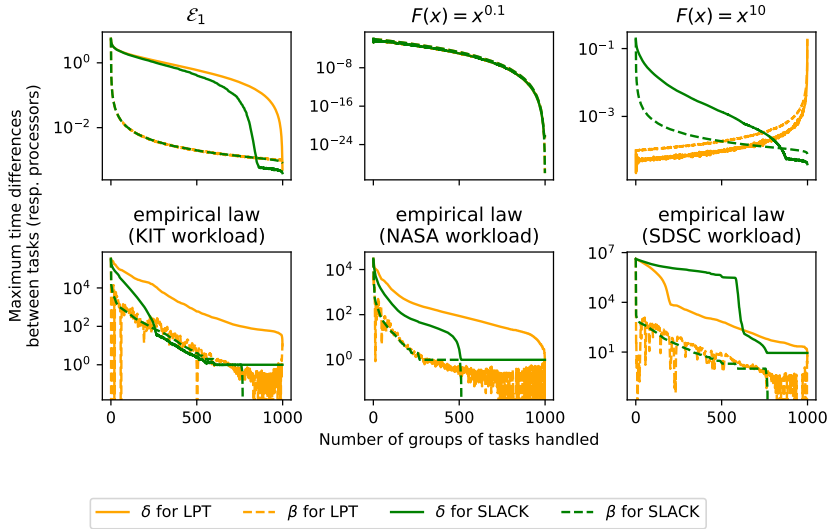 ℰ₁
F(x) = x^0.1
F(x) = x^10
Maximum time differences
between tasks (resp. processors)
10^0
10^−2
10^−8
10^−16
10^−24
10^−1
10^−3
empirical law
(KIT workload)
empirical law
(NASA workload)
empirical law
(SDSC workload)
10^4
10^2
10^0
10^4
10^2
10^0
10^7
10^4
10^1
0 500 1000
0 500 1000
0 500 1000
Number of groups of tasks handled
δ for LPT
β for LPT
δ for SLACK
β for SLACK